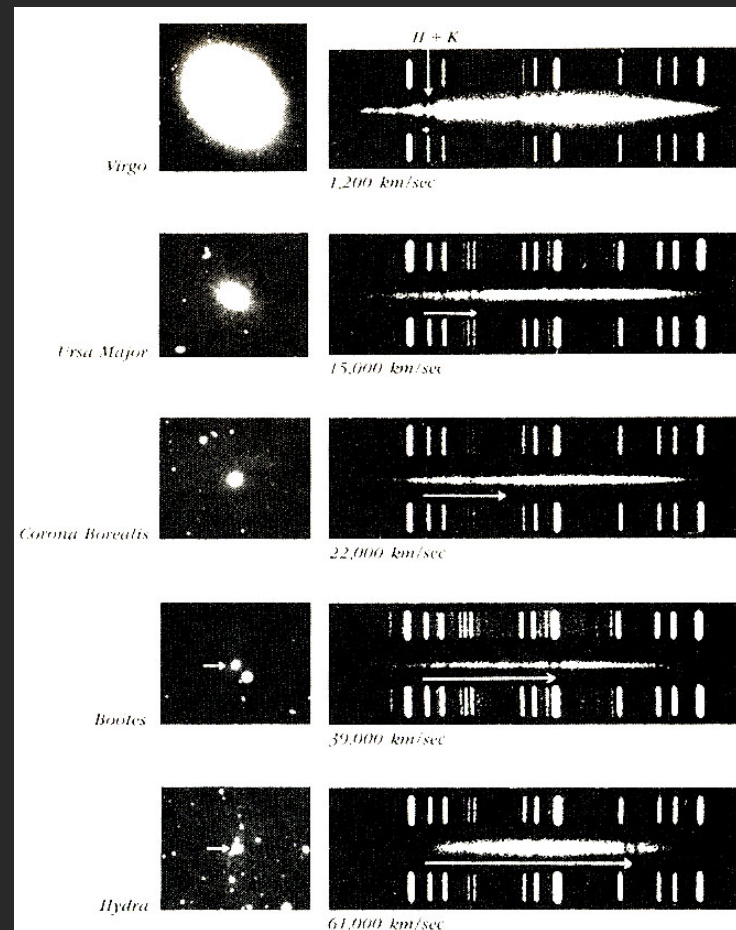 H + K
Virgo
1,200 km/sec
Ursa Major
15,000 km/sec
Corona Borealis
22,000 km/sec
Bootes
39,000 km/sec
Hydra
61,000 km/sec